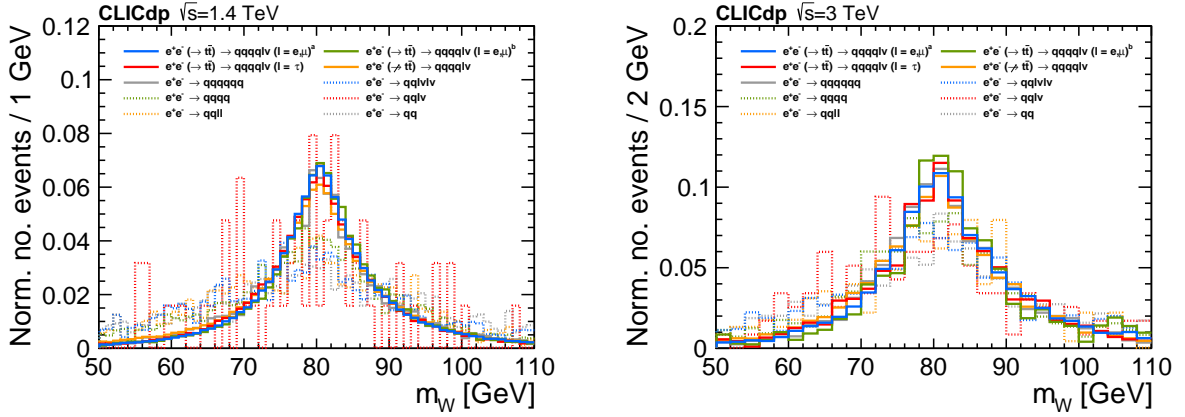 CLICdp √s=1.4 TeV
Norm. no. events / 1 GeV
0.12
0.1
0.08
0.06
0.04
0.02
0
e⁺e⁻ (→ tt̄) → qqqqlν (l = e,μ)ᵃ
e⁺e⁻ (→ tt̄) → qqqqlν (l = e,μ)ᵇ
e⁺e⁻ (→ tt̄) → qqqqlν (l = τ)
e⁺e⁻ (↛ tt̄) → qqqqlν
e⁺e⁻ → qqqqqq
e⁺e⁻ → qqlνlν
e⁺e⁻ → qqqq
e⁺e⁻ → qqlν
e⁺e⁻ → qqll
e⁺e⁻ → qq
50 60 70 80 90 100 110
m_W [GeV]
CLICdp √s=3 TeV
Norm. no. events / 2 GeV
0.2
0.15
0.1
0.05
0
e⁺e⁻ (→ tt̄) → qqqqlν (l = e,μ)ᵃ
e⁺e⁻ (→ tt̄) → qqqqlν (l = e,μ)ᵇ
e⁺e⁻ (→ tt̄) → qqqqlν (l = τ)
e⁺e⁻ (↛ tt̄) → qqqqlν
e⁺e⁻ → qqqqqq
e⁺e⁻ → qqlνlν
e⁺e⁻ → qqqq
e⁺e⁻ → qqlν
e⁺e⁻ → qqll
e⁺e⁻ → qq
50 60 70 80 90 100 110
m_W [GeV]